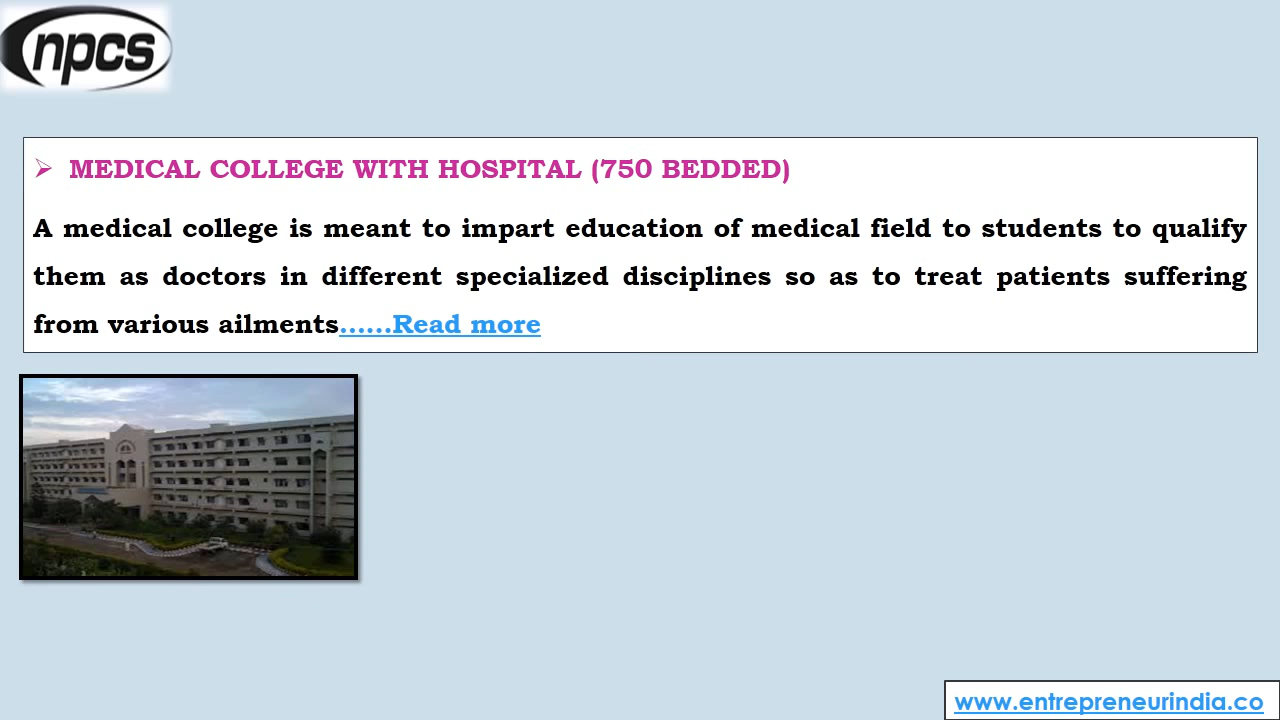 npcs
➢ MEDICAL COLLEGE WITH HOSPITAL (750 BEDDED)
A medical college is meant to impart education of medical field to students to qualify
them as doctors in different specialized disciplines so as to treat patients suffering
from various ailments......Read more
www.entrepreneurindia.co